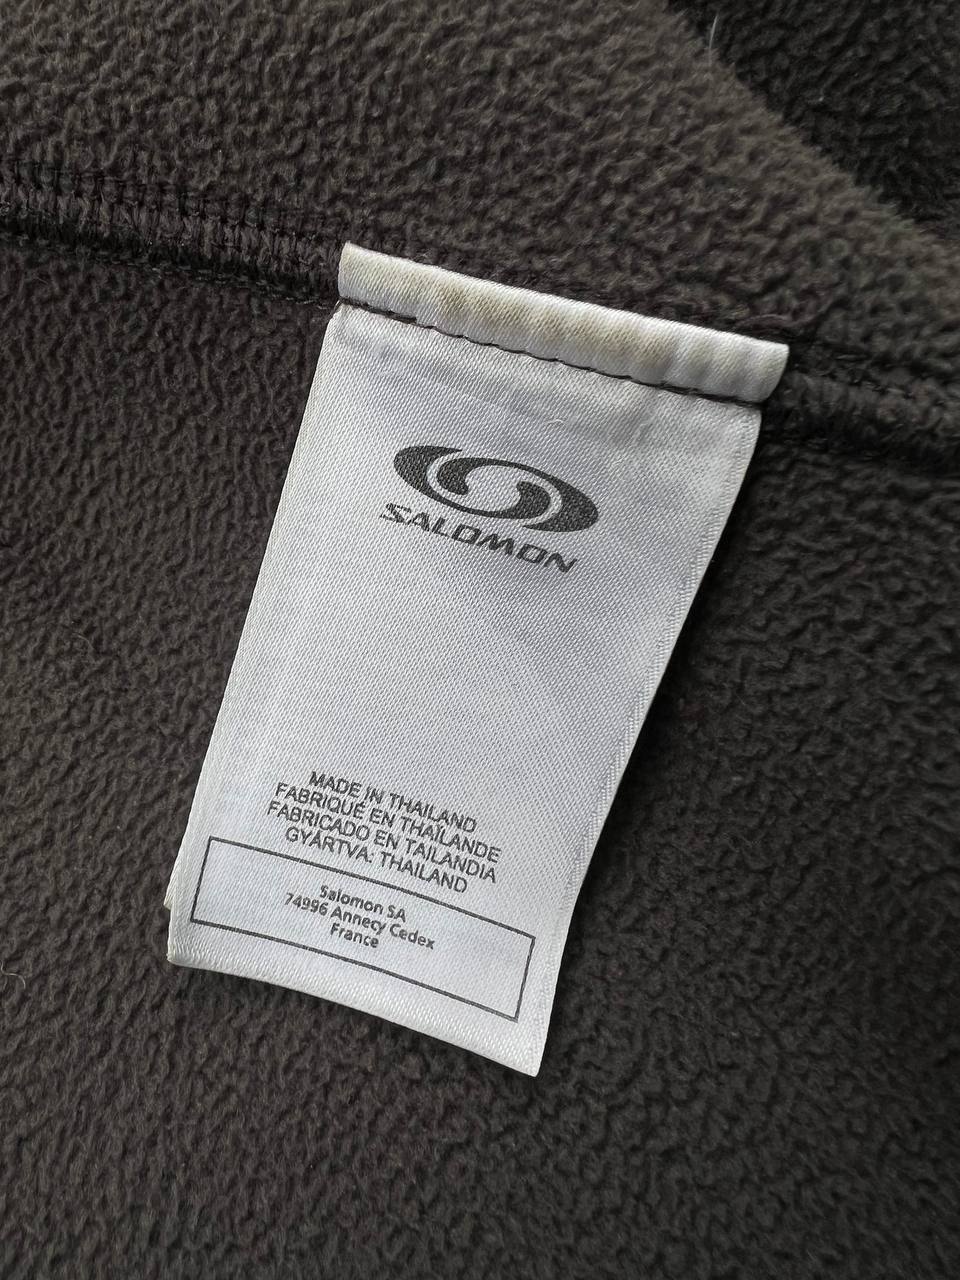 SALOMON
MADE IN THAILAND
FABRIQUÉ EN THAÏLANDE
FABRICADO EN TAILANDIA
GYÁRTVA: THAILAND
Salomon SA
74996 Annecy Cedex
France